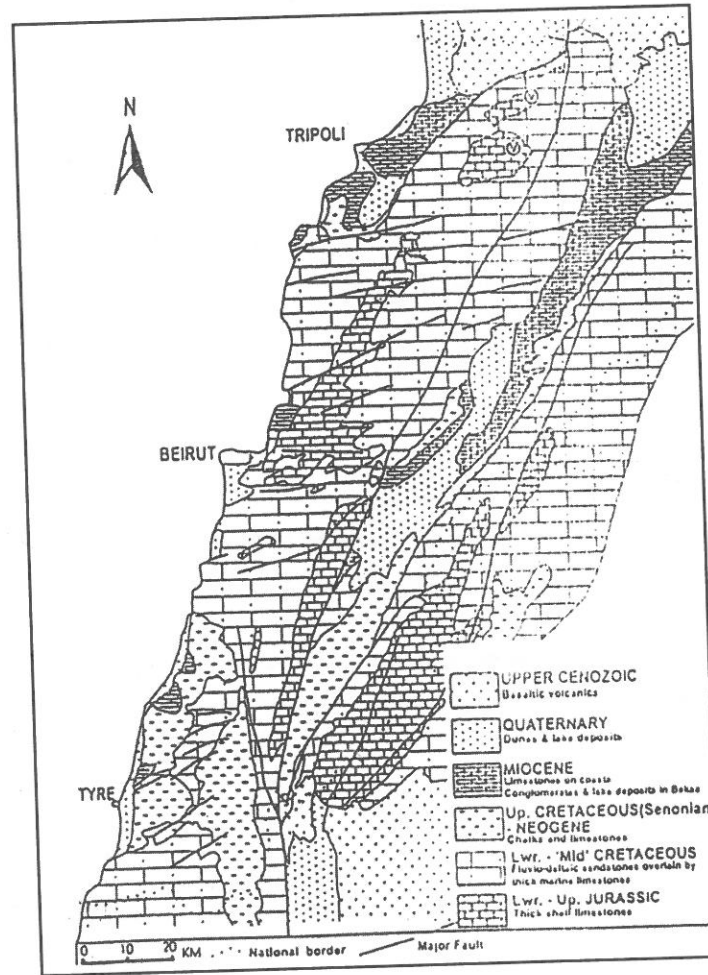 N
TRIPOLI
BEIRUT
TYRE
UPPER CENOZOIC
Basaltic volcanics
QUATERNARY
Dunes & lake deposits
MIOCENE
Limestones on coasts
Conglomerates & lake deposits in Bekaa
Up. CRETACEOUS(Senonian)
- NEOGENE
Chalks and limestones
Lwr. - 'Mid' CRETACEOUS
Fluvio-deltaic sandstones overlain by
thick marine limestones
Lwr. - Up. JURASSIC
Thick shelf limestones
0 10 20 KM National border Major Fault